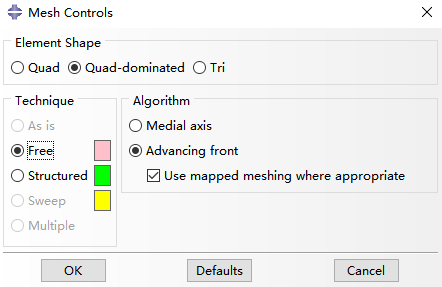 Mesh Controls
Element Shape
Quad Quad-dominated Tri
Technique
As is
Free
Structured
Sweep
Multiple
Algorithm
Medial axis
Advancing front
Use mapped meshing where appropriate
OK Defaults Cancel